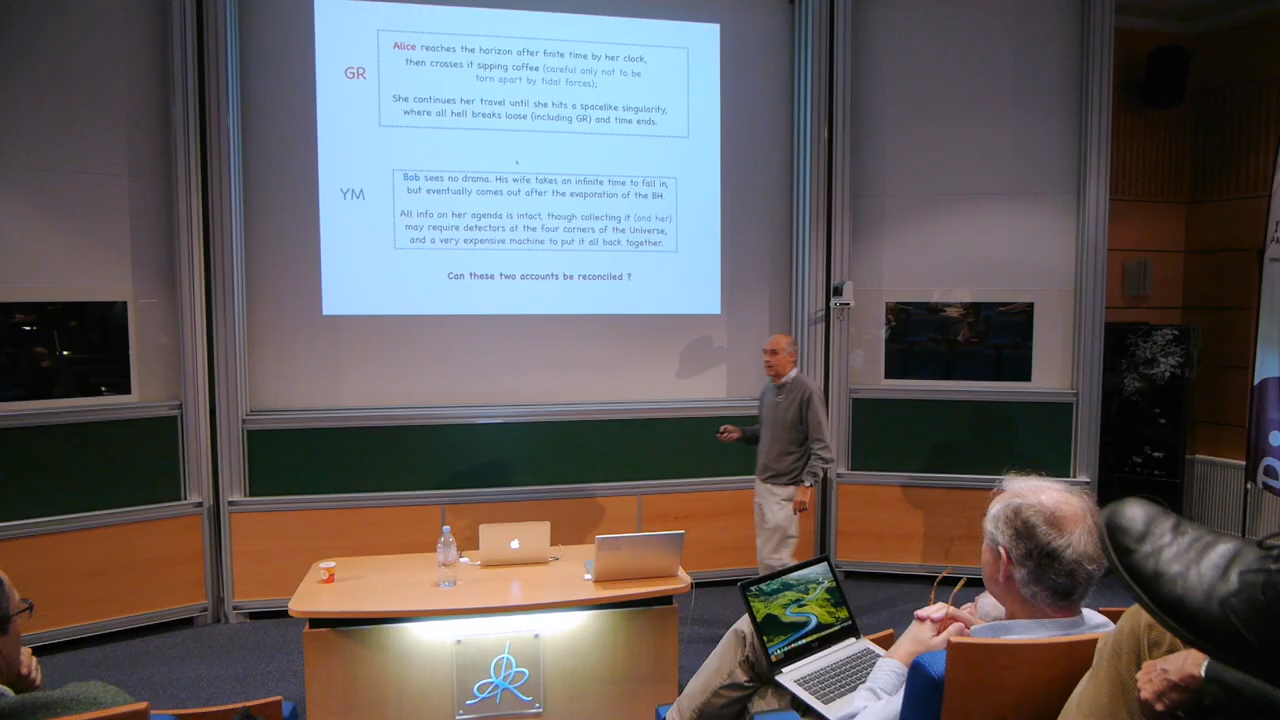 GR
Alice reaches the horizon after finite time by her clock,
then crosses it sipping coffee (careful only not to be
torn apart by tidal forces);
She continues her travel until she hits a spacelike singularity,
where all hell breaks loose (including GR) and time ends.
YM
Bob sees no drama. His wife takes an infinite time to fall in,
but eventually comes out after the evaporation of the BH.
All info on her agenda is intact, though collecting it (and her)
may require detectors at the four corners of the Universe,
and a very expensive machine to put it all back together.
Can these two accounts be reconciled ?